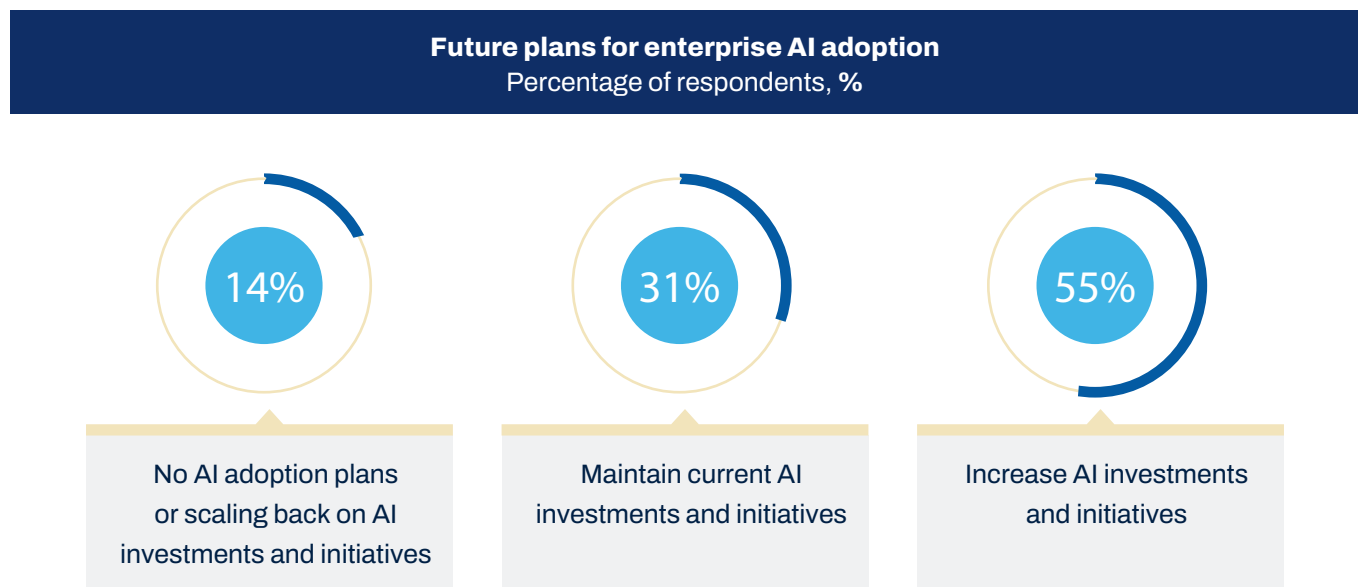 Future plans for enterprise AI adoption
Percentage of respondents, %
14%
31%
55%
No AI adoption plans
or scaling back on AI
investments and initiatives
Maintain current AI
investments and initiatives
Increase AI investments
and initiatives